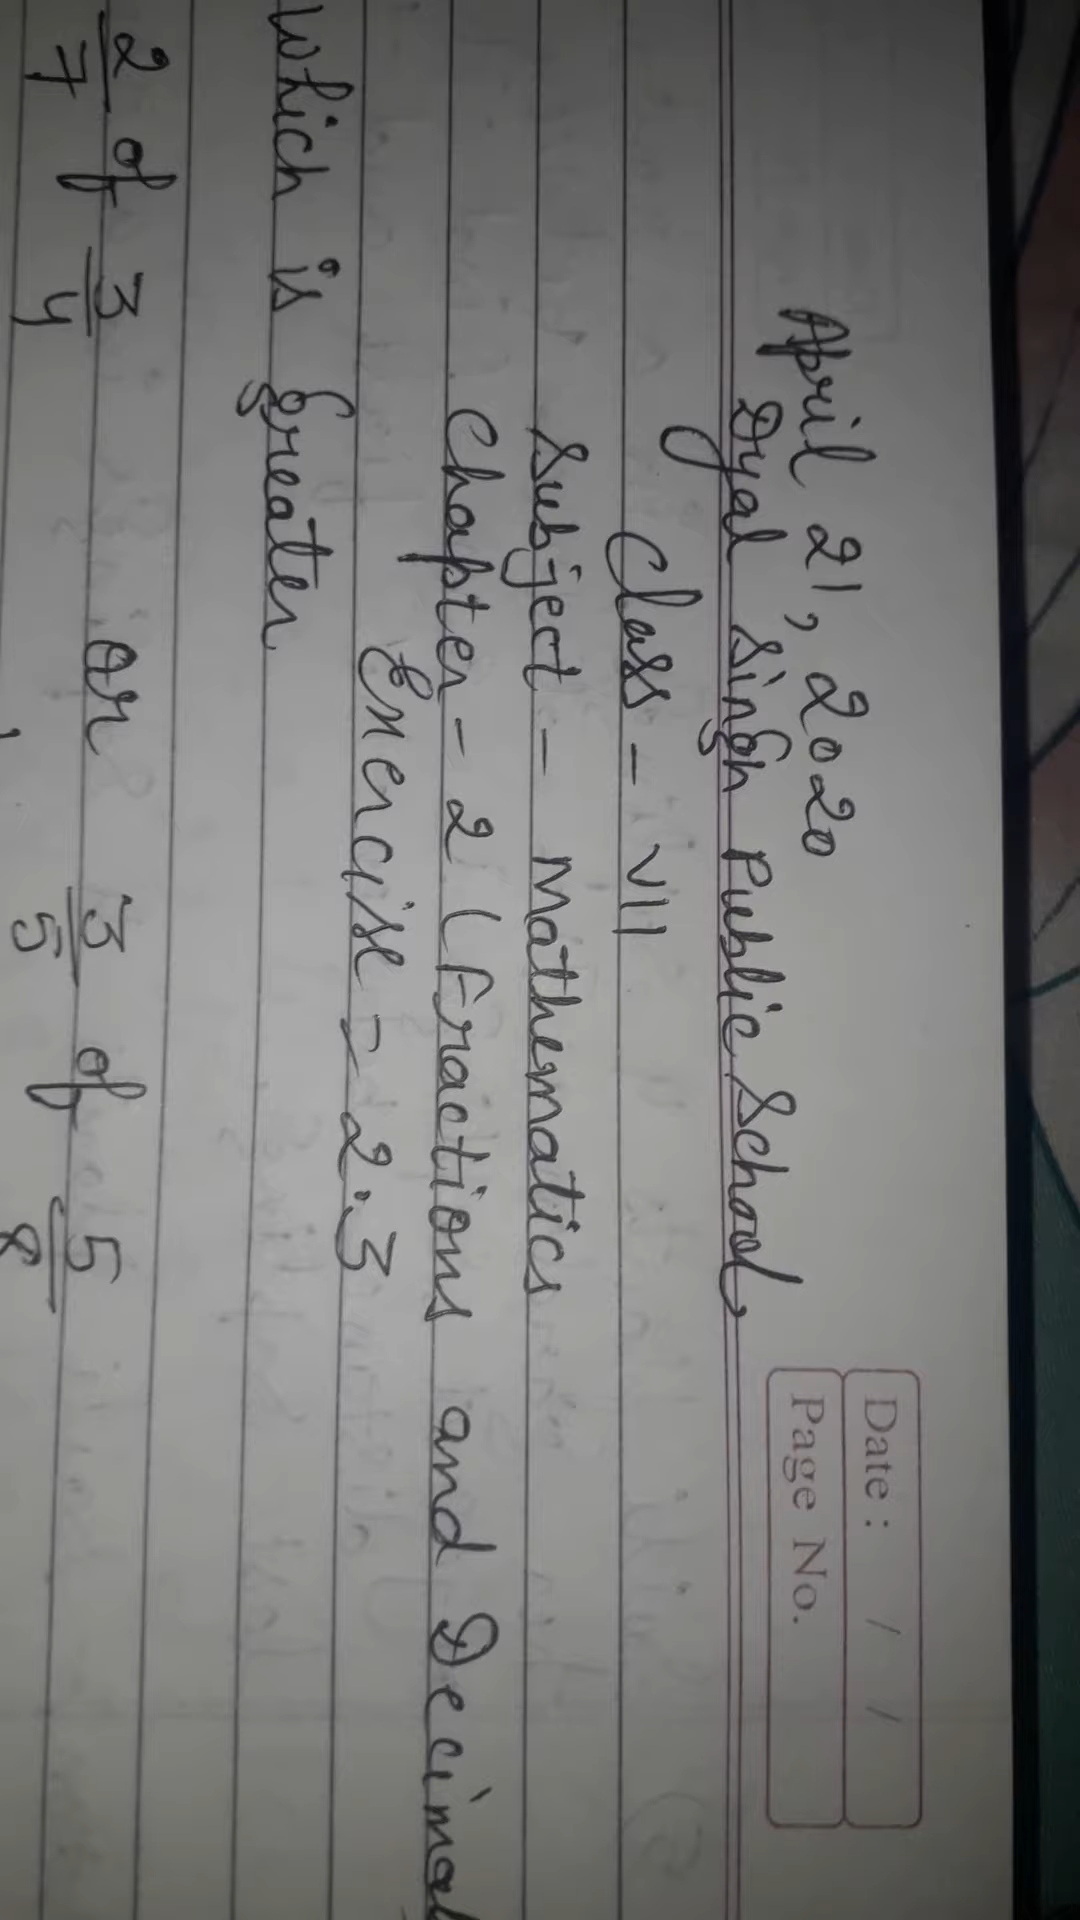 Date : / /
Page No.
April 21, 2020
Dyal Singh Public School
Class - VII
Subject - Mathematics
Chapter - 2 (Fractions and Decimal
Exercise - 2.3
Which is Greater
2/7 of 3/4 or 3/5 of 5/8